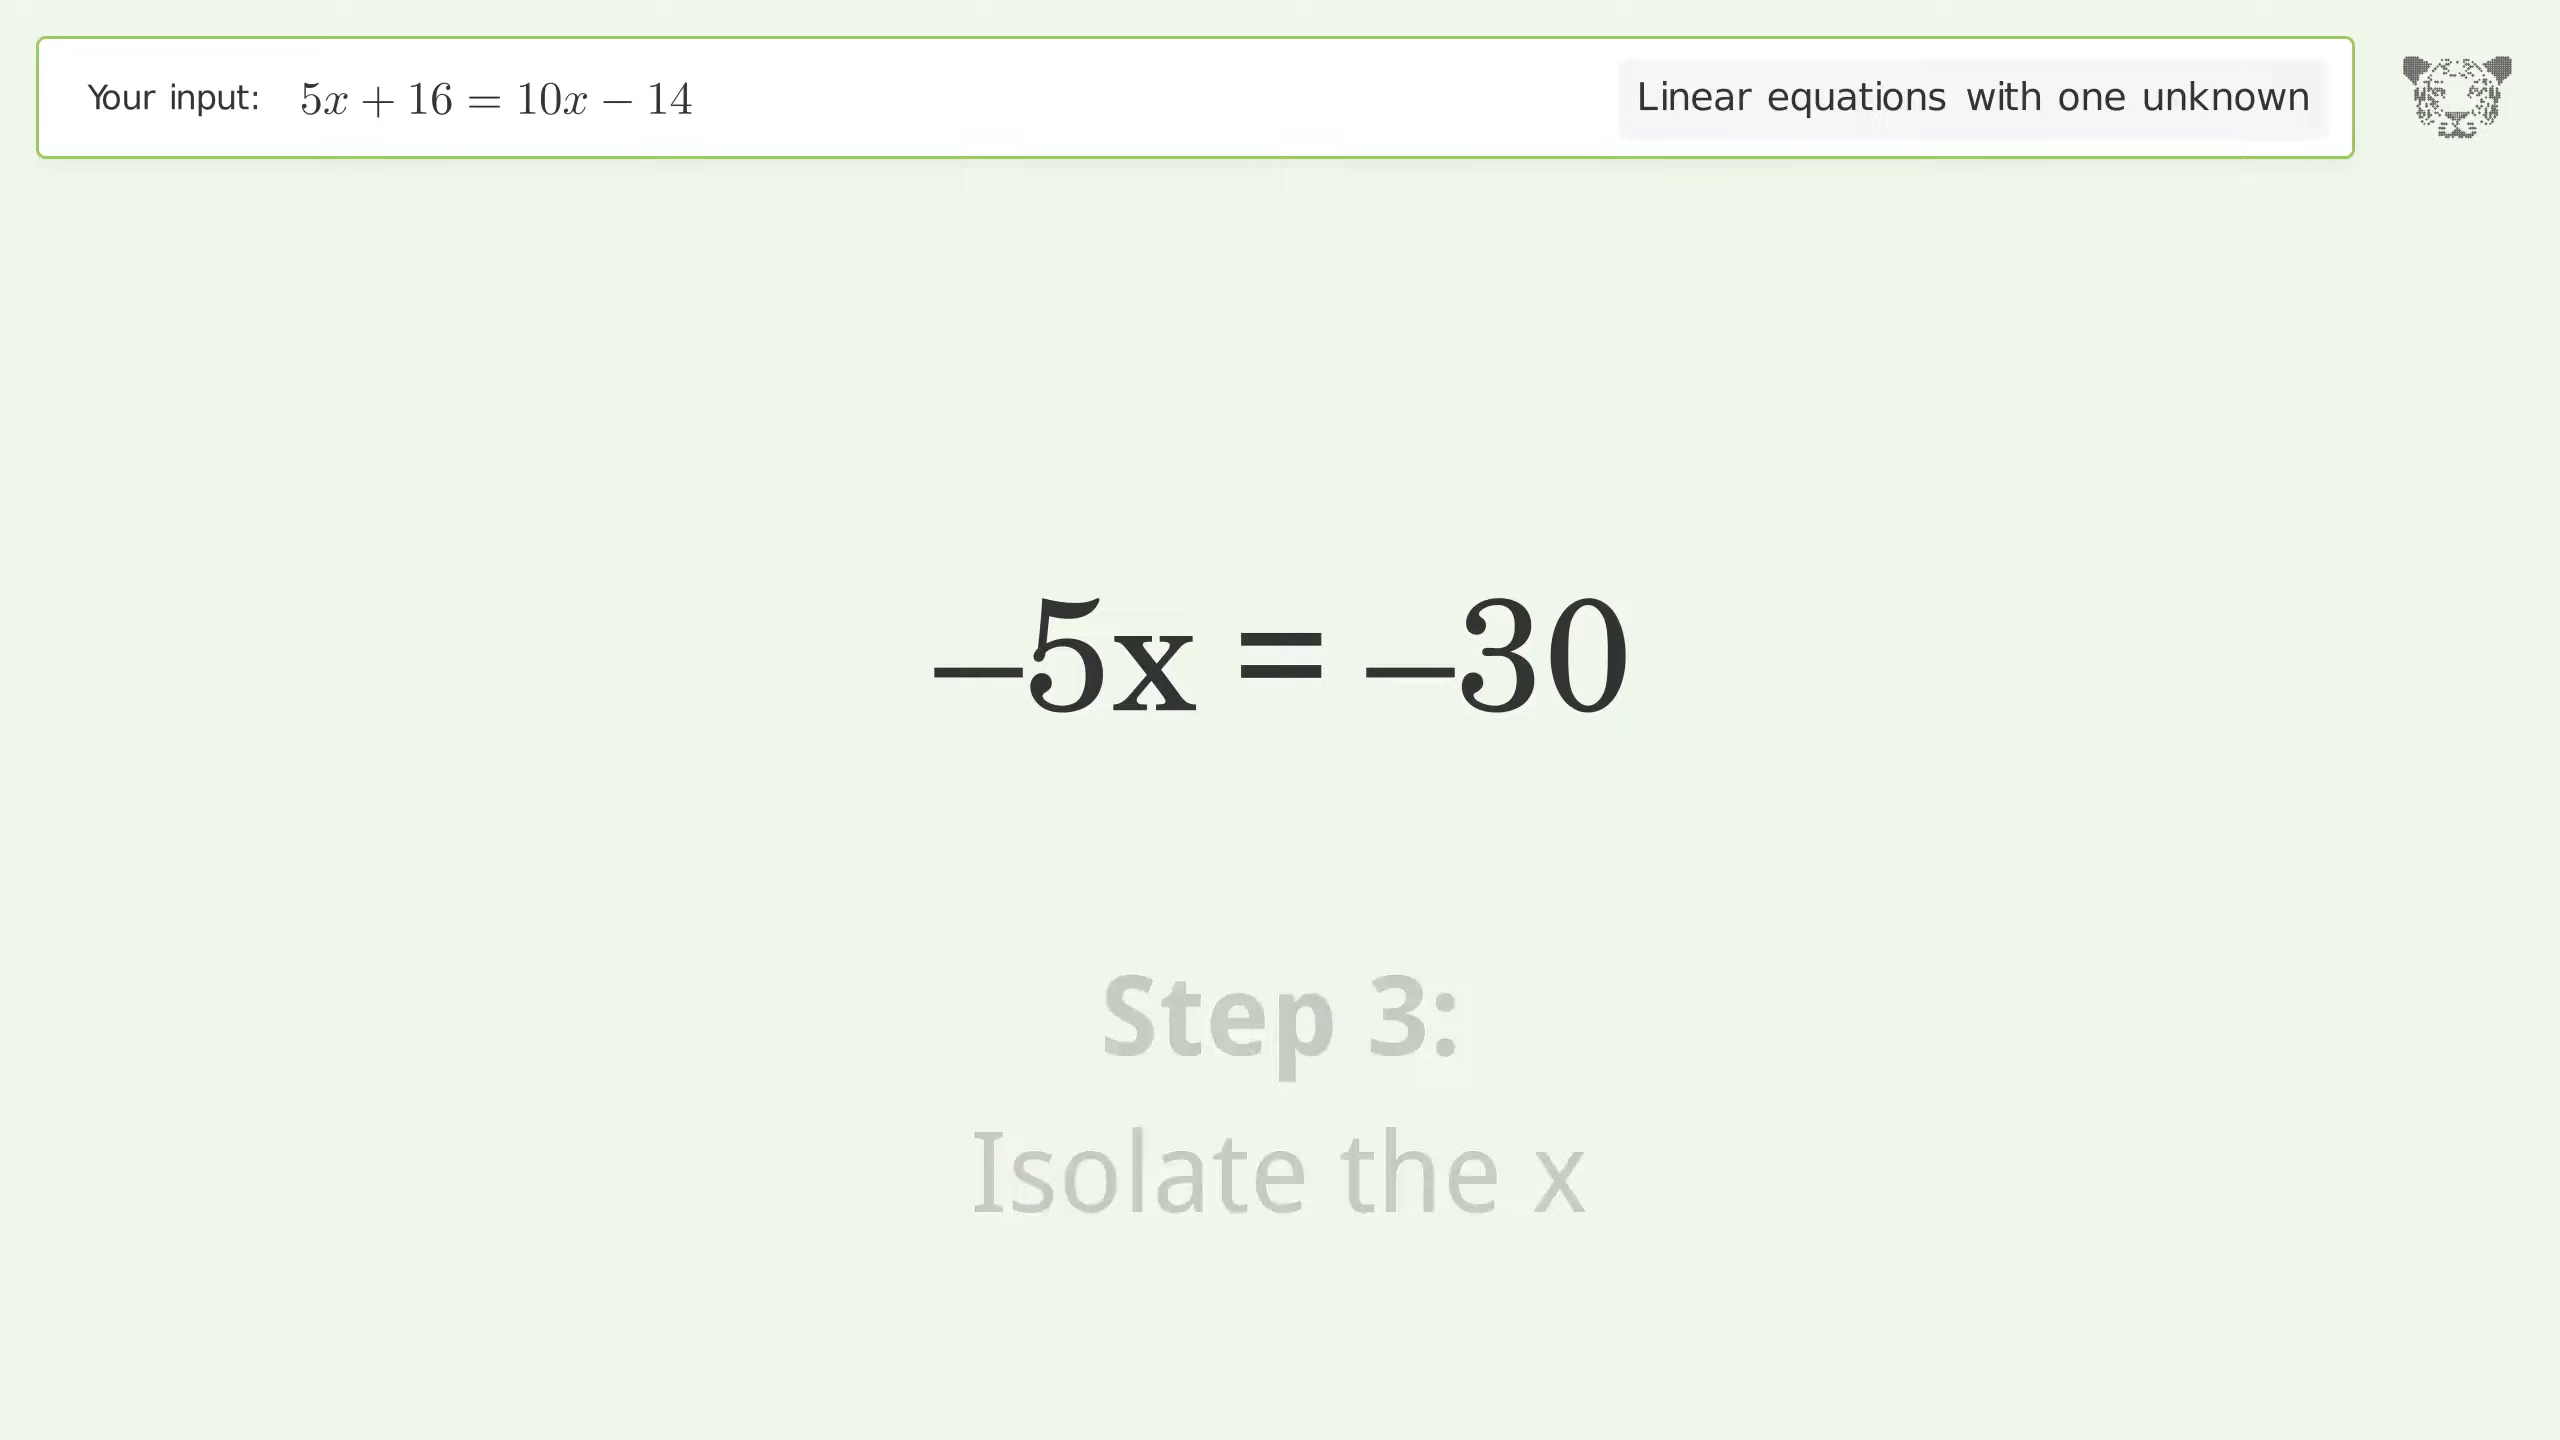 Your input: 5x + 16 = 10x − 14
Linear equations with one unknown
–5x = –30
Step 3:
Isolate the x